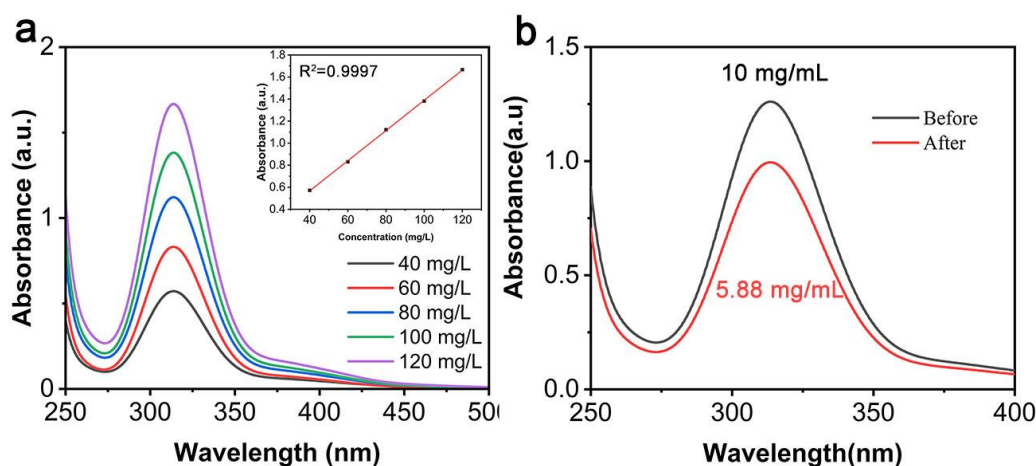 a
2
1
0
Absorbance (a.u.)
250 300 350 400 450 500
Wavelength (nm)
R²=0.9997
1.8
1.6
1.4
1.2
1.0
0.8
0.6
0.4
Absorbance (a.u.)
40 60 80 100 120
Concentration (mg/L)
40 mg/L
60 mg/L
80 mg/L
100 mg/L
120 mg/L
b
1.5
1.0
0.5
0.0
Absorbance(a.u)
10 mg/mL
Before
After
5.88 mg/mL
250 300 350 400
Wavelength(nm)